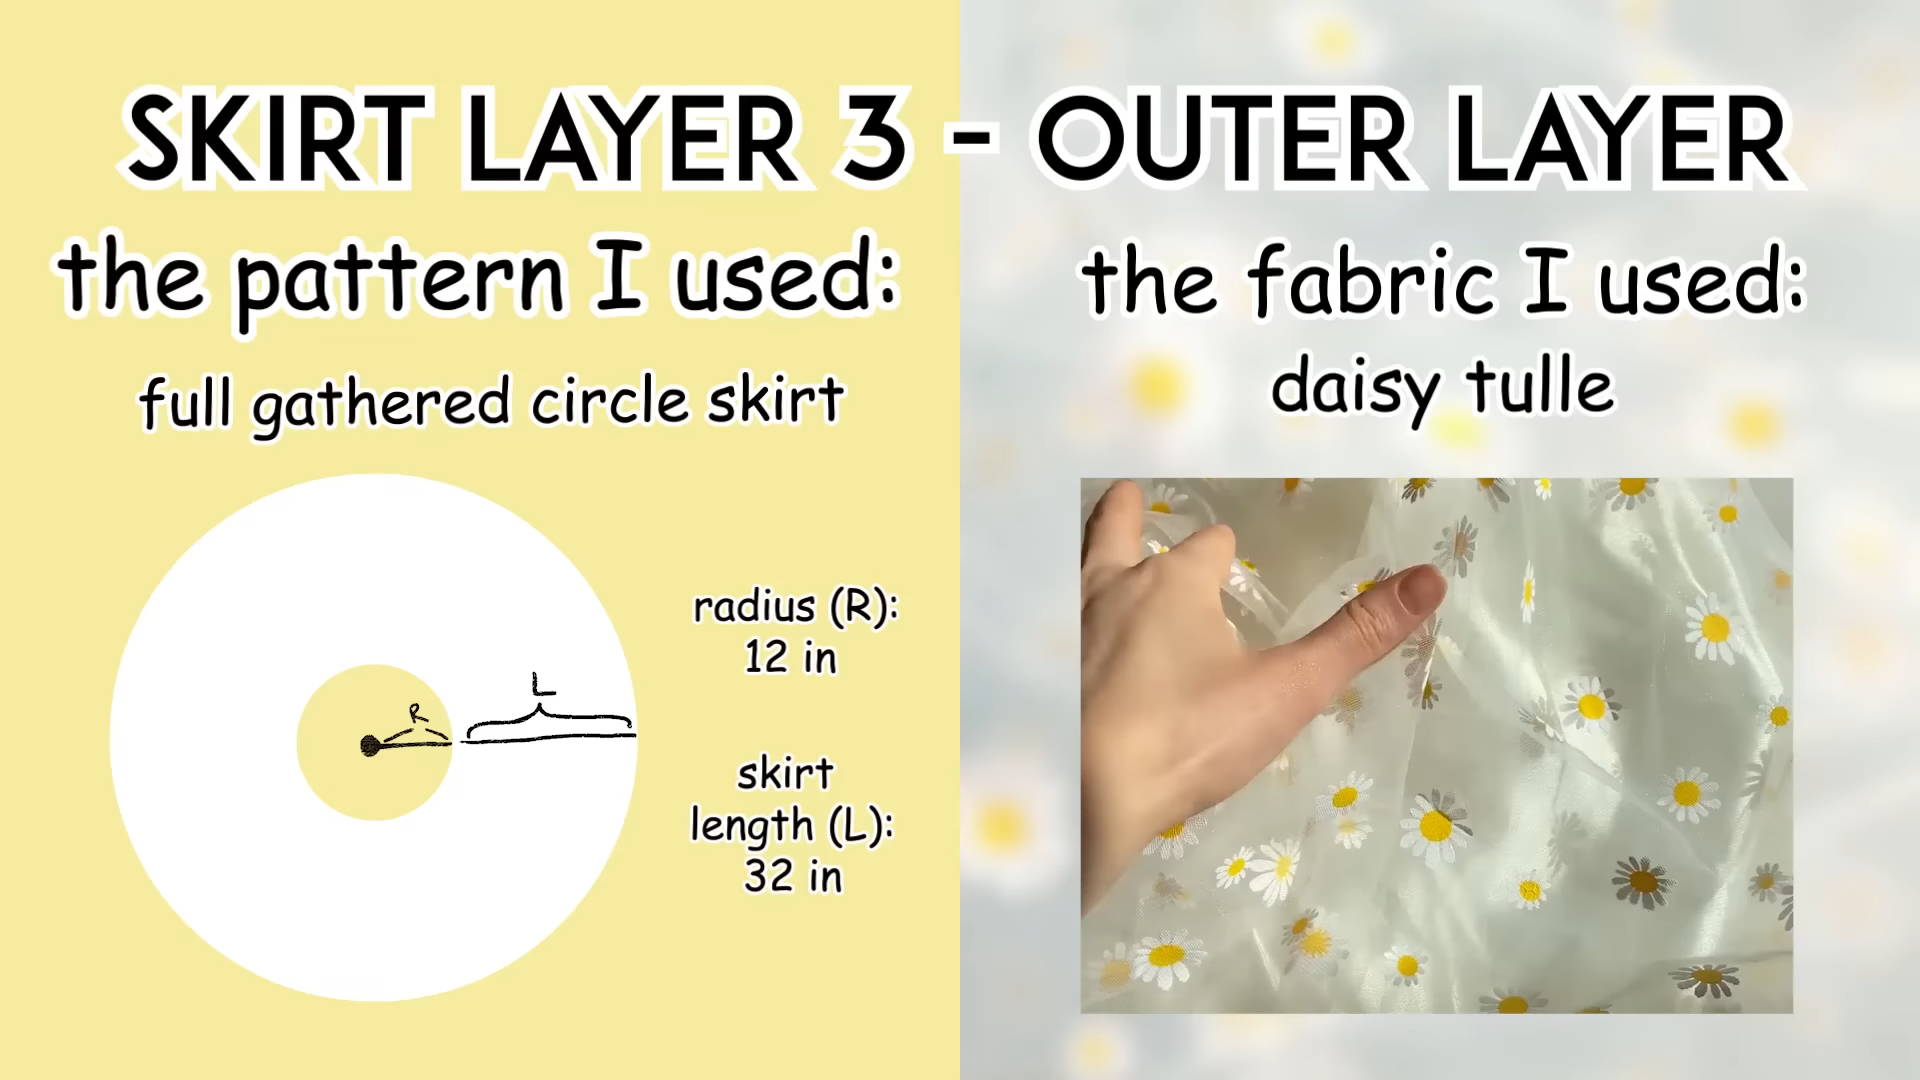 SKIRT LAYER 3 - OUTER LAYER
the pattern I used:
full gathered circle skirt
R
L
radius (R):
12 in
skirt
length (L):
32 in
the fabric I used:
daisy tulle